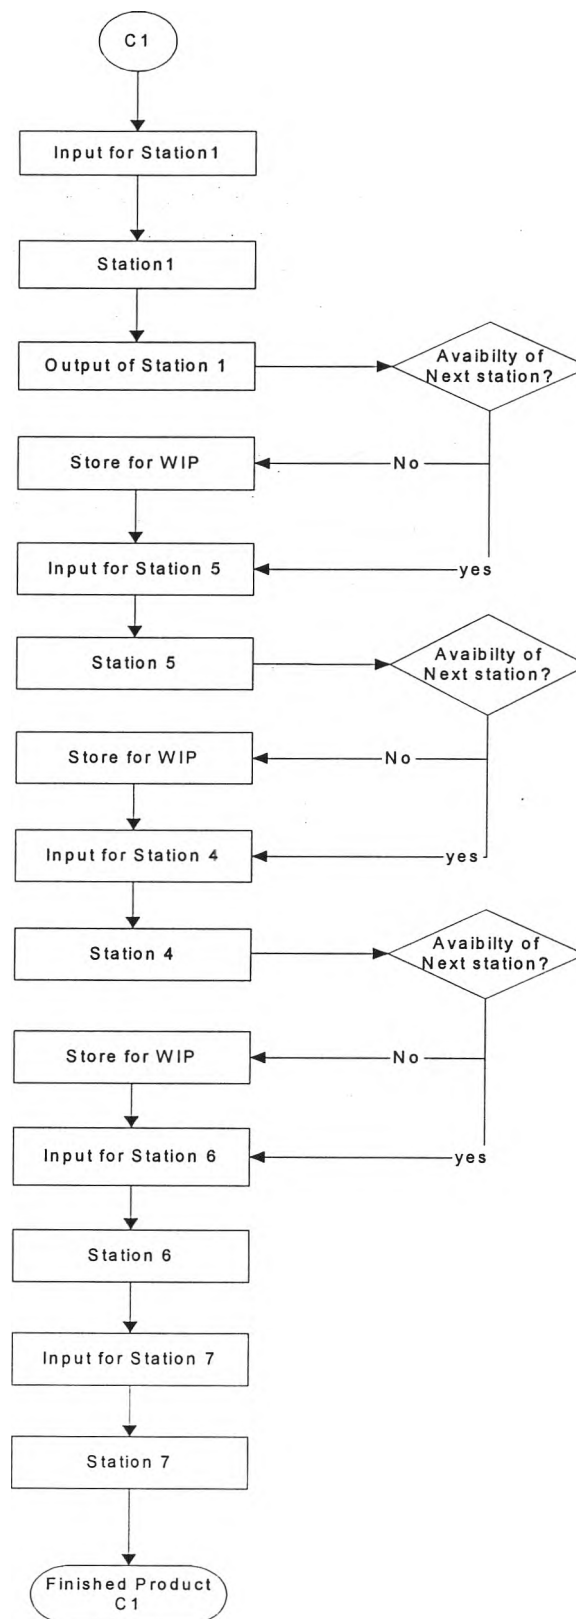 C1
Input for Station1
Station1
Output of Station 1
Avaibilty of
Next station?
Store for WIP
No
Input for Station 5
yes
Station 5
Avaibilty of
Next station?
Store for WIP
No
Input for Station 4
yes
Station 4
Avaibilty of
Next station?
Store for WIP
No
Input for Station 6
yes
Station 6
Input for Station 7
Station 7
Finished Product
C1